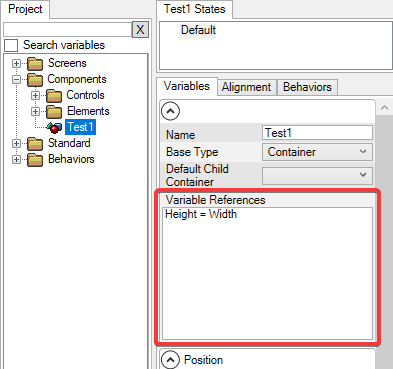 Project
X
Search variables
Screens
Components
Controls
Elements
Test1
Standard
Behaviors
Test1 States
Default
Variables
Alignment
Behaviors
Name
Test1
Base Type
Container
Default Child
Container
Variable References
Height = Width
Position